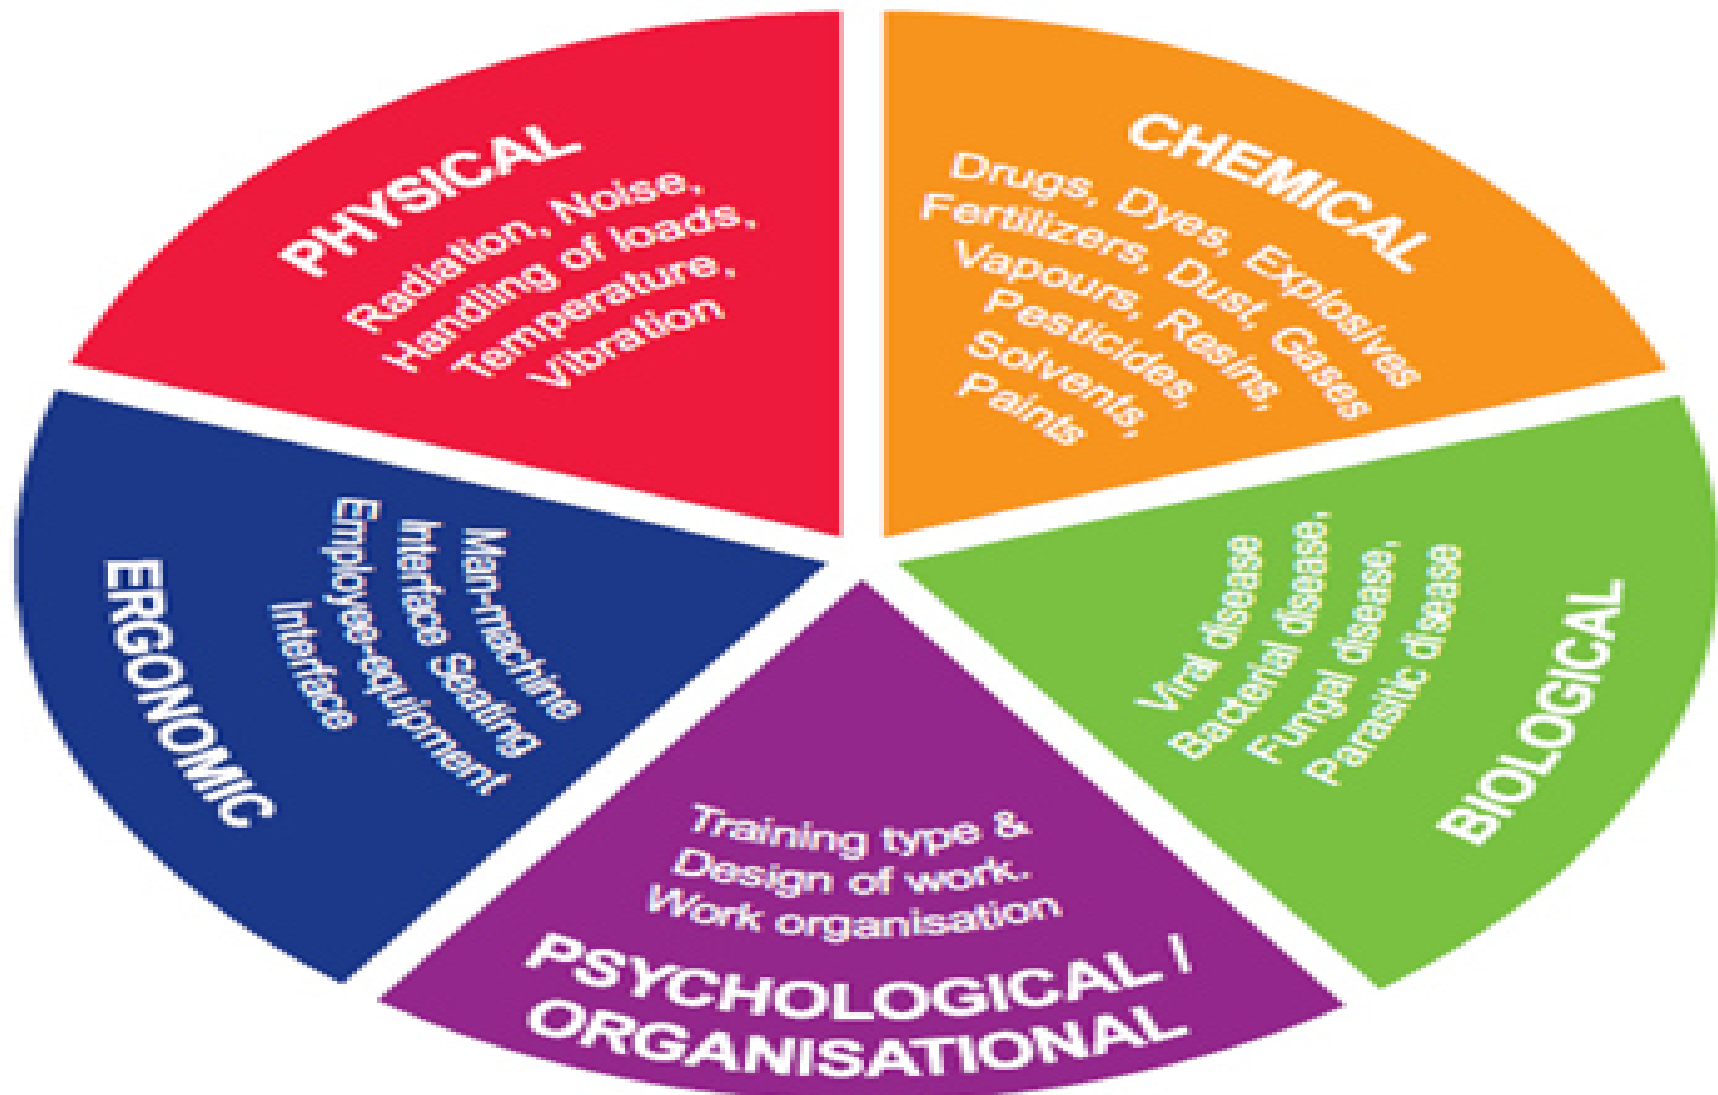 PHYSICAL
Radiation, Noise,
Handling of loads,
Temperature,
Vibration
CHEMICAL
Drugs, Dyes, Explosives
Fertilizers, Dust, Gases
Vapours, Resins,
Pesticides,
Solvents,
Paints
BIOLOGICAL
Viral disease
Bacterial disease,
Fungal disease,
Parasitic disease
Training type &
Design of work.
Work organisation
PSYCHOLOGICAL /
ORGANISATIONAL
ERGONOMIC
Man-machine
Interface Seating
Employee-equipment
Interface